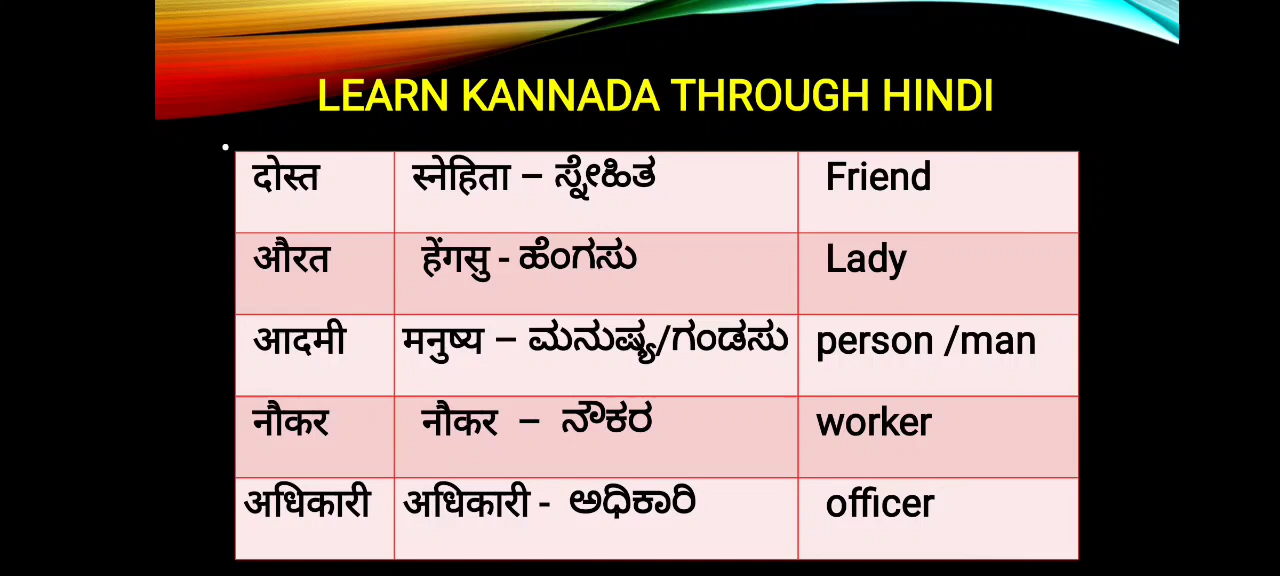 LEARN KANNADA THROUGH HINDI
दोस्त स्नेहिता – ಸ್ನೇಹಿತ Friend
औरत हेंगसु - ಹೆಂಗಸು Lady
आदमी मनुष्य – ಮನುಷ್ಯ/ಗಂಡಸು person /man
नौकर नौकर – ನೌಕರ worker
अधिकारी अधिकारी - ಅಧಿಕಾರಿ officer